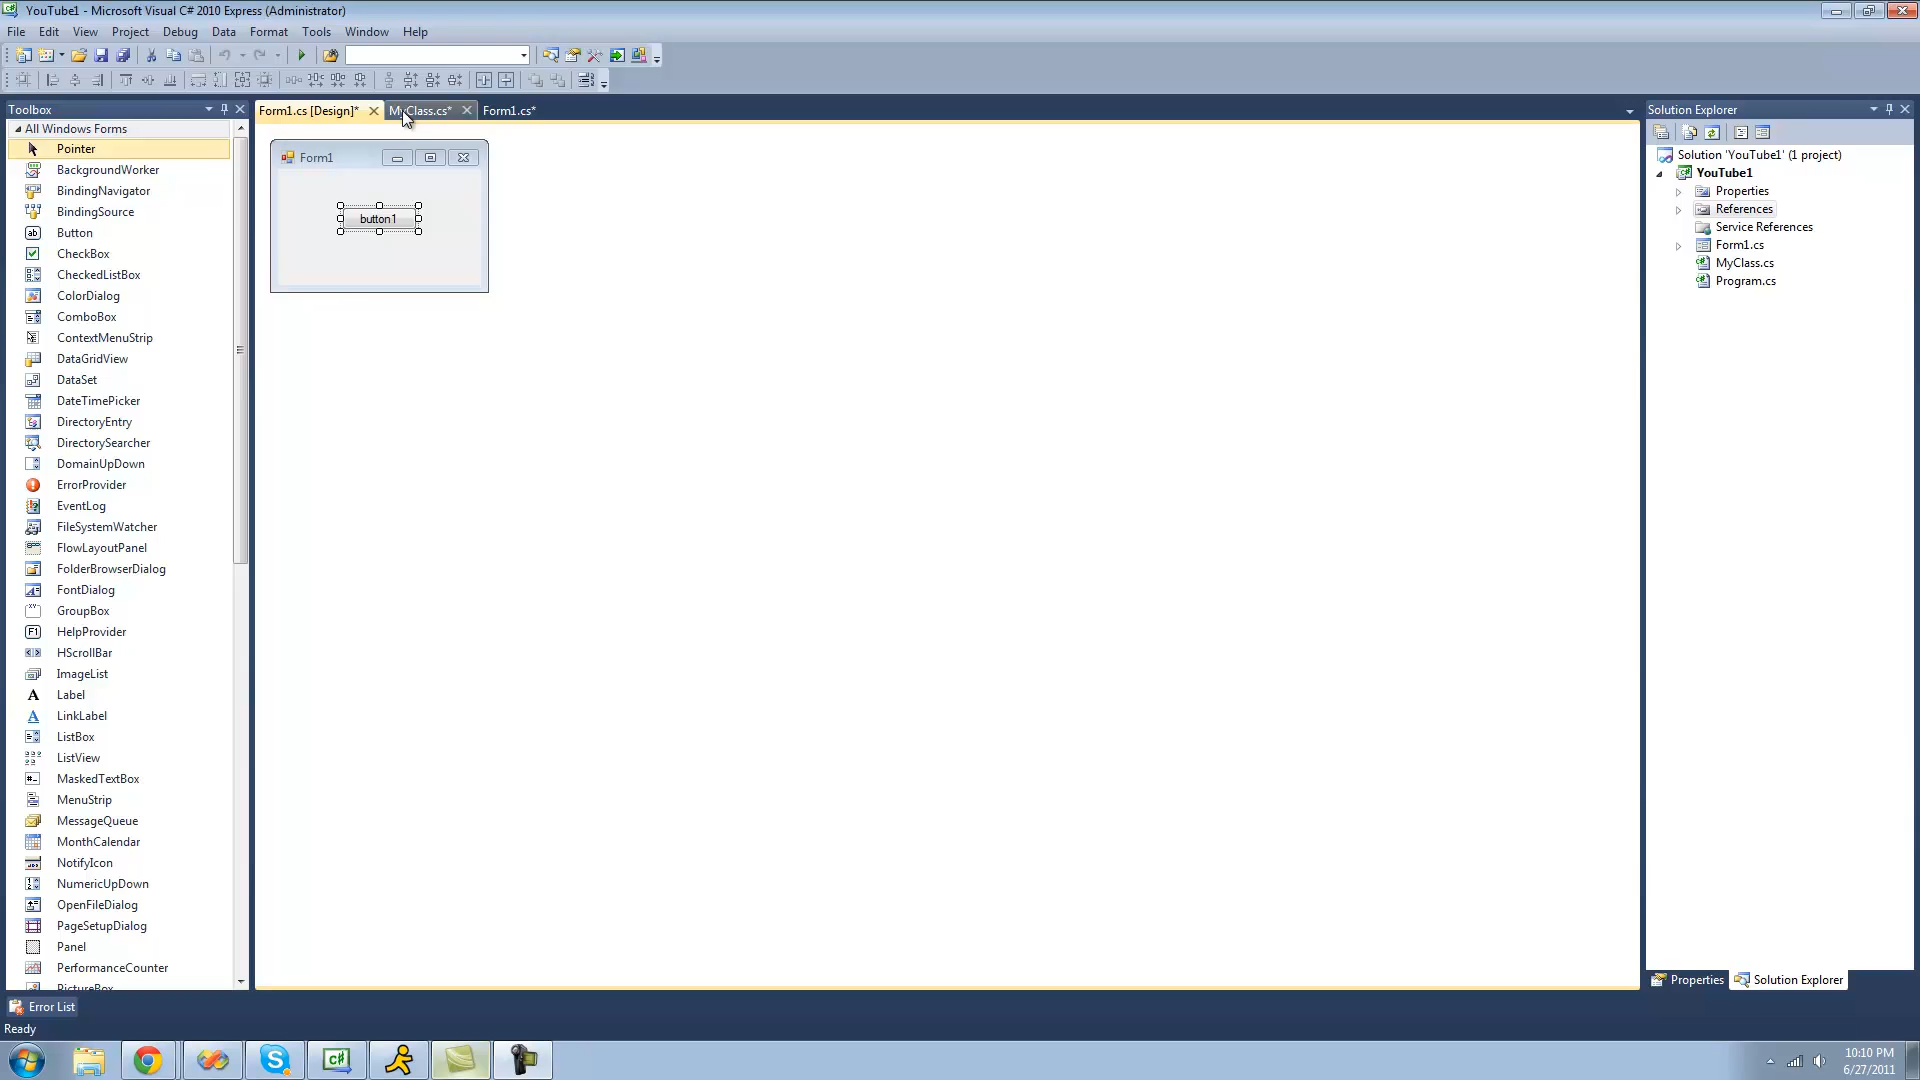 YouTube1 - Microsoft Visual C# 2010 Express (Administrator)
File Edit View Project Debug Data Format Tools Window Help
Toolbox
Form1.cs [Design]* MyClass.cs* Form1.cs*
Solution Explorer
All Windows Forms
Pointer
BackgroundWorker
BindingNavigator
BindingSource
Button
CheckBox
CheckedListBox
ColorDialog
ComboBox
ContextMenuStrip
DataGridView
DataSet
DateTimePicker
DirectoryEntry
DirectorySearcher
DomainUpDown
ErrorProvider
EventLog
FileSystemWatcher
FlowLayoutPanel
FolderBrowserDialog
FontDialog
GroupBox
HelpProvider
HScrollBar
ImageList
Label
LinkLabel
ListBox
ListView
MaskedTextBox
MenuStrip
MessageQueue
MonthCalendar
NotifyIcon
NumericUpDown
OpenFileDialog
PageSetupDialog
Panel
PerformanceCounter
PictureBox
Form1
button1
Solution 'YouTube1' (1 project)
YouTube1
Properties
References
Service References
Form1.cs
MyClass.cs
Program.cs
Properties Solution Explorer
Error List
Ready
10:10 PM
6/27/2011